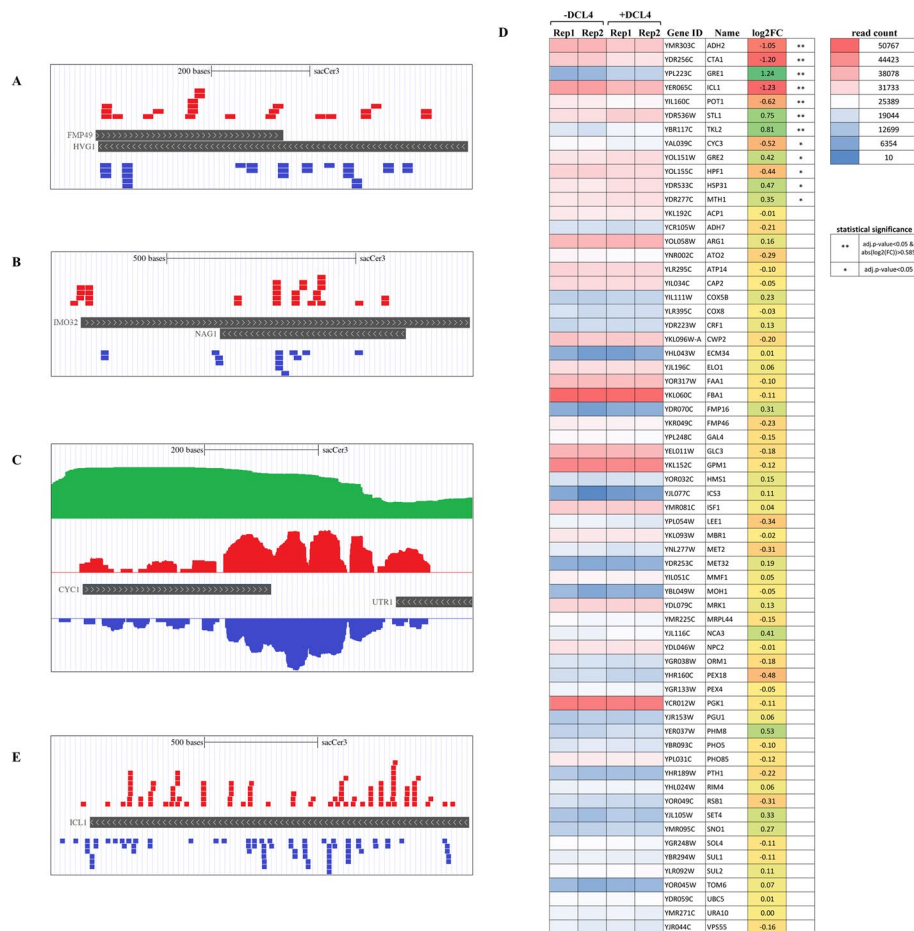 A
200 bases
sacCer3
FMP49
HVG1
B
500 bases
sacCer3
IMO32
NAG1
C
200 bases
sacCer3
CYC1
UTR1
E
500 bases
sacCer3
ICL1
D
-DCL4 +DCL4
Rep1 Rep2 Rep1 Rep2 Gene ID Name log2FC
YMR303C ADH2 -1.05 **
YDR256C CTA1 -1.20 **
YPL223C GRE1 1.24 **
YER065C ICL1 -1.23 **
YIL160C POT1 -0.62 **
YDR536W STL1 0.75 **
YBR117C TKL2 0.81 **
YAL039C CYC3 -0.52 *
YOL151W GRE2 0.42 *
YOL155C HPF1 -0.44 *
YDR533C HSP31 0.47 *
YDR277C MTH1 0.35 *
YKL192C ACP1 -0.01
YCR105W ADH7 -0.21
YOL058W ARG1 0.16
YNR002C ATO2 -0.29
YLR295C ATP14 -0.10
YIL034C CAP2 -0.05
YIL111W COX5B 0.23
YLR395C COX8 -0.03
YDR223W CRF1 0.13
YKL096W-A CWP2 -0.20
YHL043W ECM34 0.01
YJL196C ELO1 0.06
YOR317W FAA1 -0.10
YKL060C FBA1 -0.11
YDR070C FMP16 0.31
YKR049C FMP46 -0.23
YPL248C GAL4 -0.15
YEL011W GLC3 -0.18
YKL152C GPM1 -0.12
YOR032C HMS1 0.15
YJL077C ICS3 0.11
YMR081C ISF1 0.04
YPL054W LEE1 -0.34
YKL093W MBR1 -0.02
YNL277W MET2 -0.31
YDR253C MET32 0.19
YIL051C MMF1 0.05
YBL049W MOH1 -0.05
YDL079C MRK1 0.13
YMR225C MRPL44 -0.15
YJL116C NCA3 0.41
YDL046W NPC2 -0.01
YGR038W ORM1 -0.18
YHR160C PEX18 -0.48
YGR133W PEX4 -0.05
YCR012W PGK1 -0.11
YJR153W PGU1 0.06
YER037W PHM8 0.53
YBR093C PHO5 -0.10
YPL031C PHO85 -0.12
YHR189W PTH1 -0.22
YHL024W RIM4 0.06
YOR049C RSB1 -0.31
YJL105W SET4 0.33
YMR095C SNO1 0.27
YGR248W SOL4 -0.11
YBR294W SUL1 -0.11
YLR092W SUL2 0.11
YOR045W TOM6 0.07
YDR059C UBC5 0.01
YMR271C URA10 0.00
YJR044C VPS55 -0.16
read count
50767
44423
38078
31733
25389
19044
12699
6354
10
statistical significance
** adj.p-value<0.05 &
abs(log2(FC))>0.585
* adj.p-value<0.05